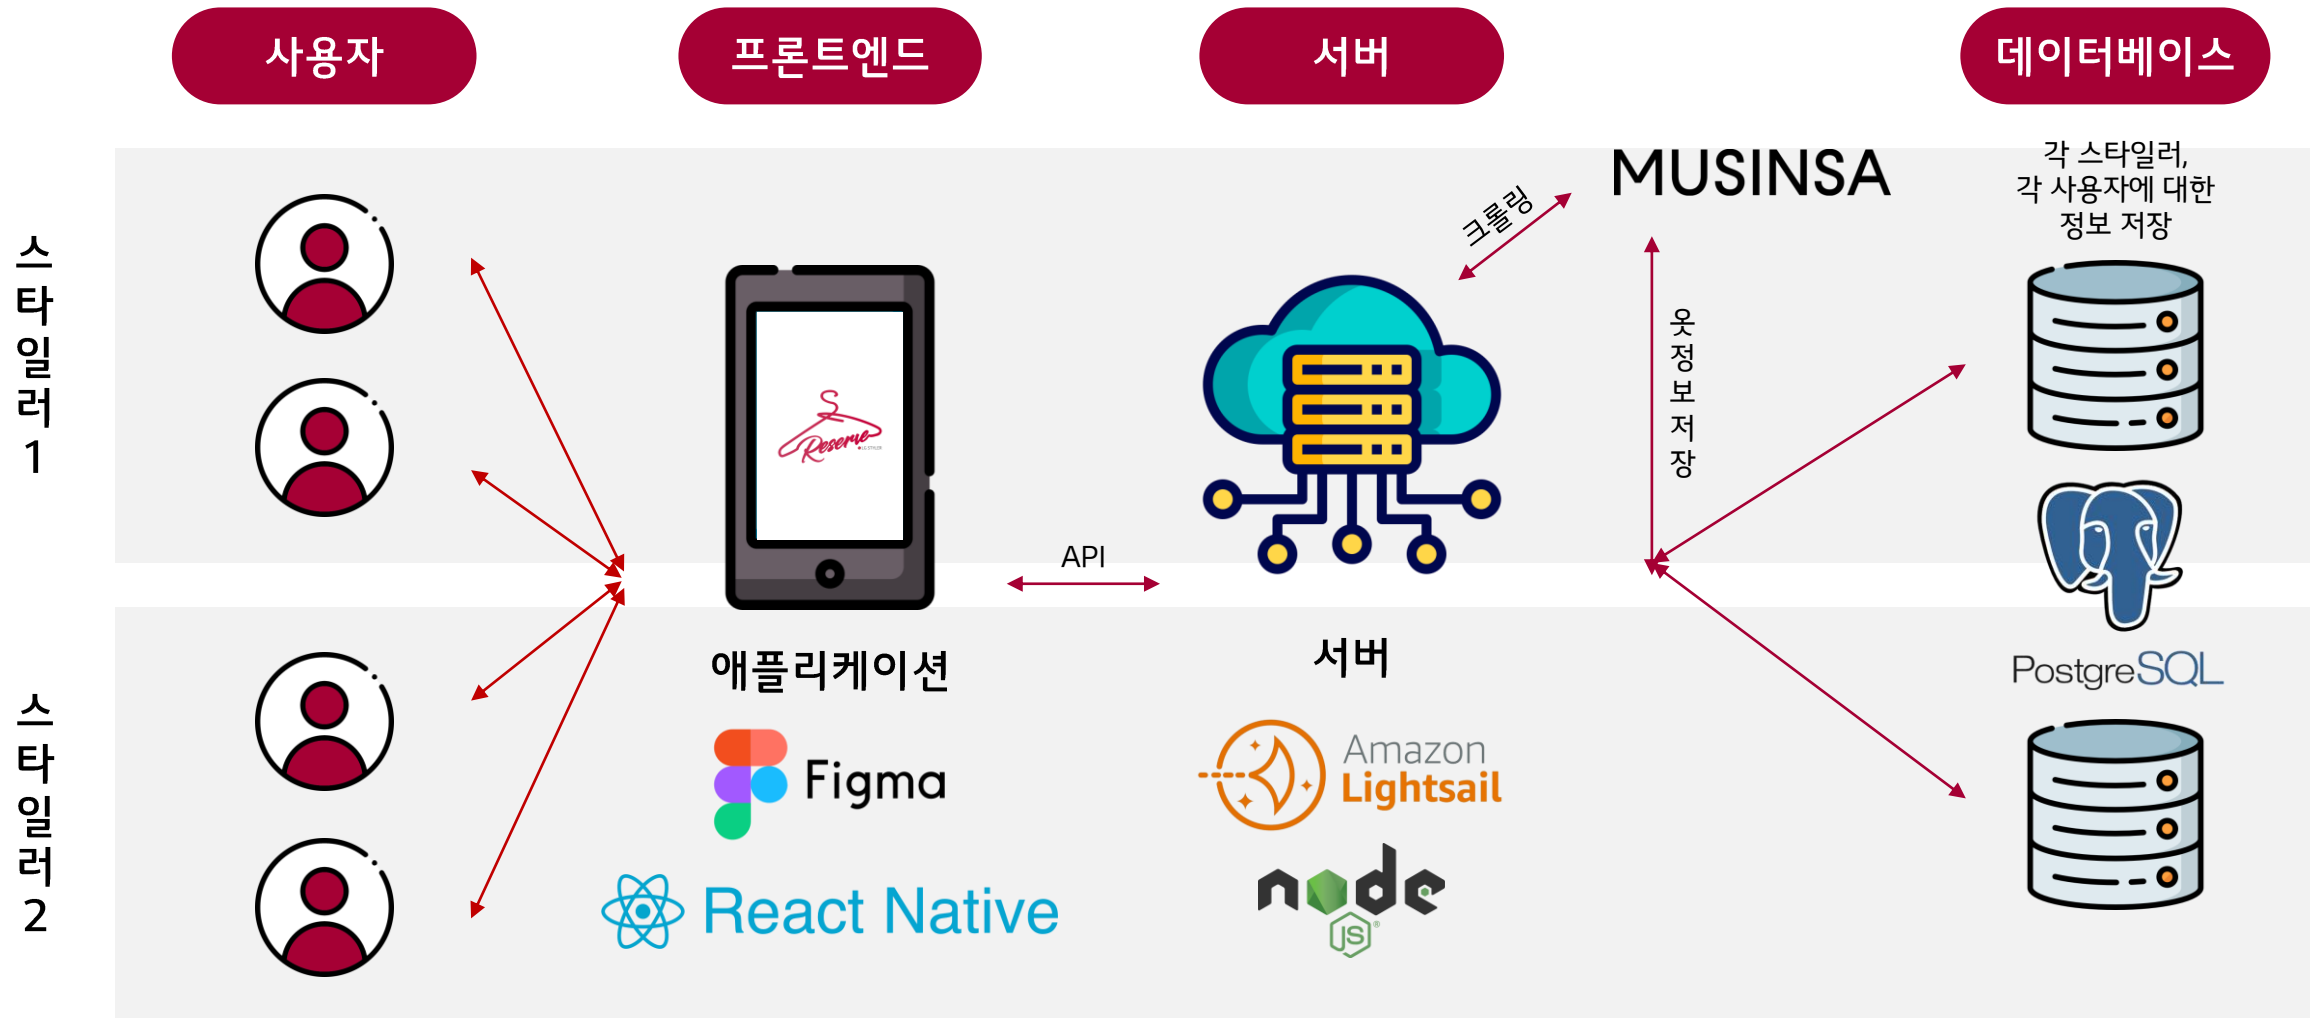 사용자
프론트엔드
서버
데이터베이스
스타일러1
스타일러2
Reserve
LG STYLER
애플리케이션
Figma
React Native
API
서버
Amazon
Lightsail
node
JS
크롤링
MUSINSA
옷정보저장
각 스타일러,
각 사용자에 대한
정보 저장
PostgreSQL